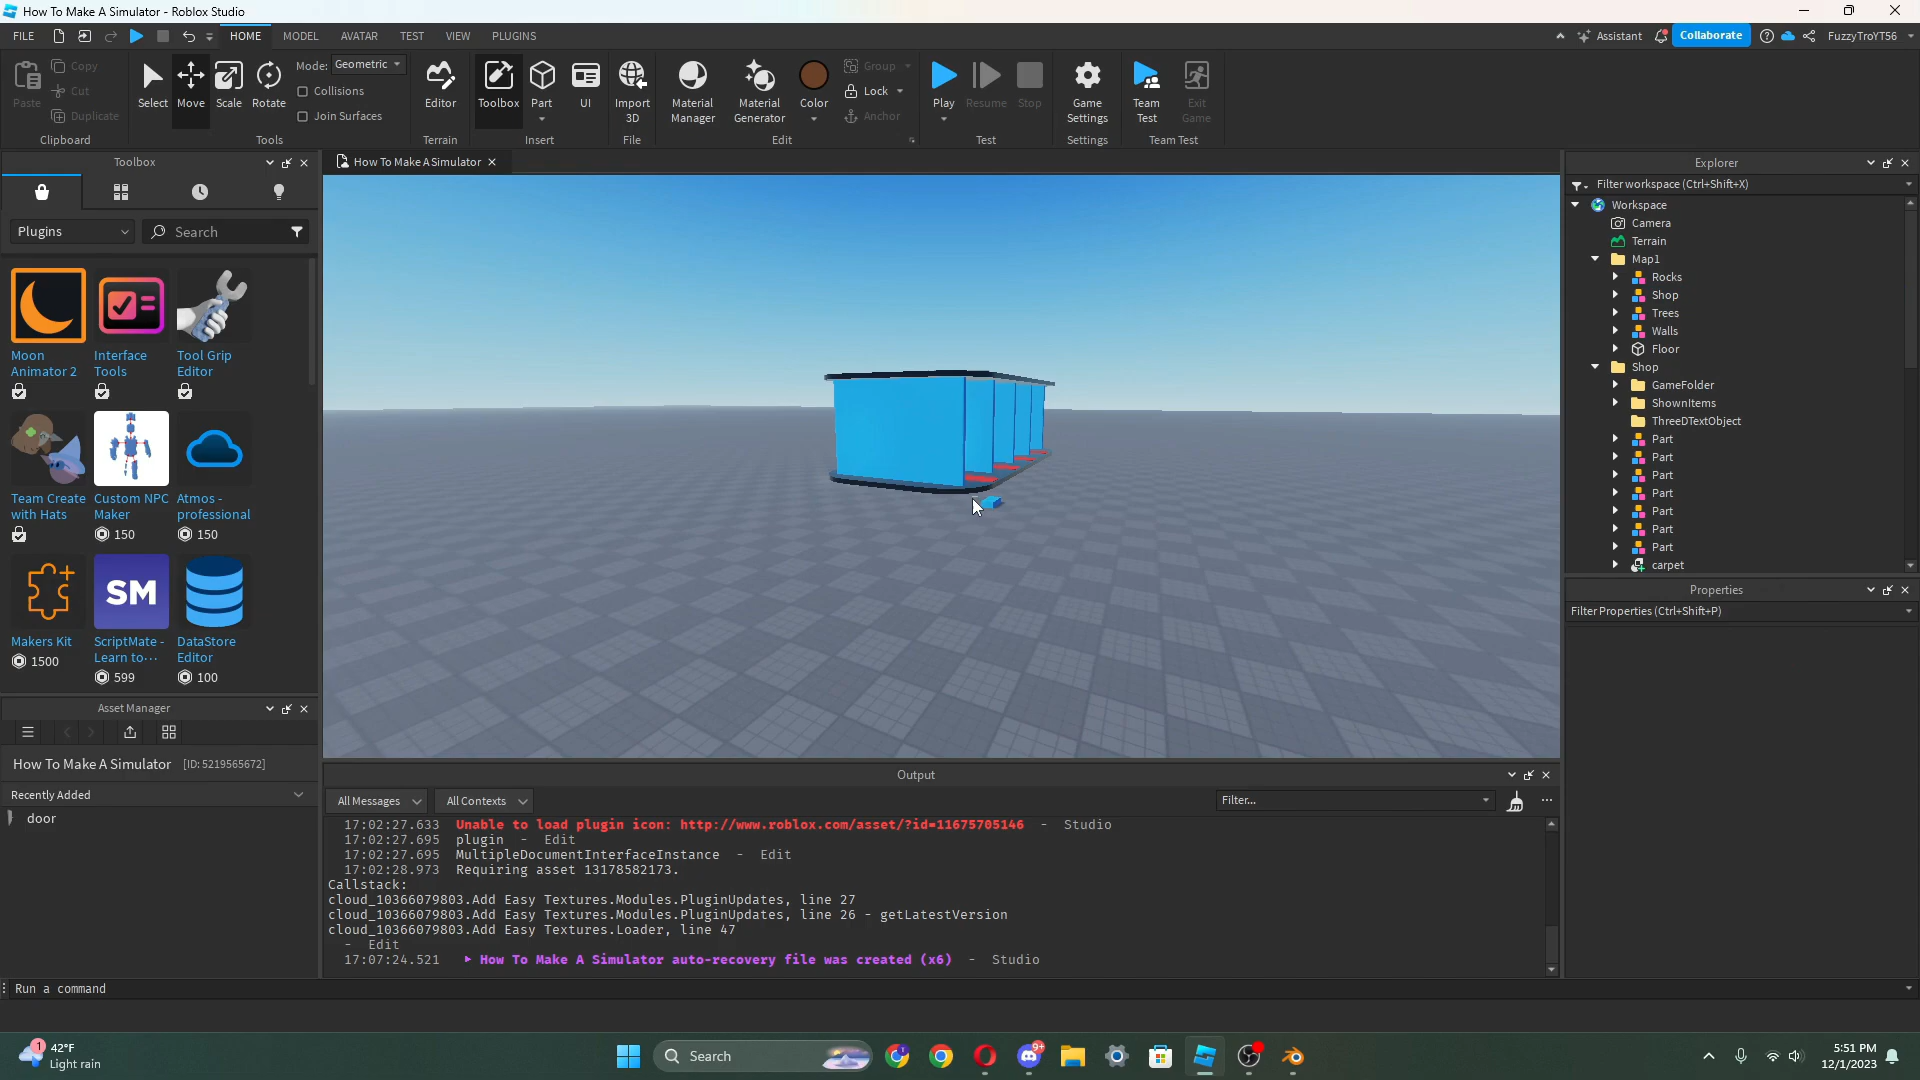 How To Make A Simulator - Roblox Studio
FILE
HOME
MODEL
AVATAR
TEST
VIEW
PLUGINS
Assistant
Collaborate
FuzzyTroYT56
Paste
Copy
Cut
Duplicate
Clipboard
Select
Move
Scale
Rotate
Mode:
Geometric
Collisions
Join Surfaces
Tools
Editor
Terrain
Toolbox
Part
UI
Insert
Import
3D
File
Material
Manager
Material
Generator
Color
Group
Lock
Anchor
Edit
Play
Resume
Stop
Test
Game
Settings
Settings
Team
Test
Exit
Game
Team Test
Toolbox
Plugins
Search
Moon
Animator 2
Interface
Tools
Tool Grip
Editor
Team Create
with Hats
Custom NPC
Maker
150
Atmos -
professional
150
Makers Kit
1500
SM
ScriptMate -
Learn to...
599
DataStore
Editor
100
Asset Manager
How To Make A Simulator [ID: 5219565672]
Recently Added
door
How To Make A Simulator
Output
All Messages
All Contexts
Filter...
17:02:27.633 Unable to load plugin icon: http://www.roblox.com/asset/?id=11675705146 - Studio
17:02:27.695 plugin - Edit
17:02:27.695 MultipleDocumentInterfaceInstance - Edit
17:02:28.973 Requiring asset 13178582173.
Callstack:
cloud_10366079803.Add Easy Textures.Modules.PluginUpdates, line 27
cloud_10366079803.Add Easy Textures.Modules.PluginUpdates, line 26 - getLatestVersion
cloud_10366079803.Add Easy Textures.Loader, line 47
- Edit
17:07:24.521 How To Make A Simulator auto-recovery file was created (x6) - Studio
Run a command
Explorer
Filter workspace (Ctrl+Shift+X)
Workspace
Camera
Terrain
Map1
Rocks
Shop
Trees
Walls
Floor
Shop
GameFolder
ShownItems
ThreeDTextObject
Part
Part
Part
Part
Part
Part
Part
carpet
Properties
Filter Properties (Ctrl+Shift+P)
1
42°F
Light rain
Search
9+
5:51 PM
12/1/2023